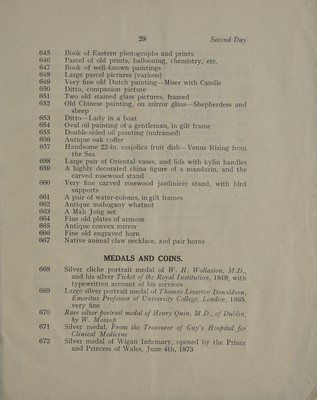 29 Second Day
645 Book of Eastern photographs and prints
646 Parcel of old prints, ballooning, chemistry, etc.
647 Book of well-known paintings
648 Large parcel pictures (various)
649 Very fine old Dutch painting—Miser with Candle
650 Ditto, companion picture
651 Two old stained glass pictures, framed
652 Old Chinese painting, on mirror glass—Shepherdess and
sheep
653 Ditto—Lady in a boat
654 Oval oil painting of a gentleman, in gilt frame
655 Double-sided oil painting (unframed)
656 Antique oak coffer
657 Handsome 22-in. majolica fruit dish—Venus Rising from
the Sea
658 Large pair of Oriental vases, and lids with kylin handles
659 A highly decorated china figure of a mandarin, and the
carved rosewood stand
660 Very fine carved rosewood jardiniere stand, with bird
supports
661 A pair of water-colours, in gilt frames
662 Antique mahogany whatnot
663 A Mah Jong set
664 Fine old plates of armour
665 Antique convex mirror
666 Fine old engraved horn
667 Native animal claw necklace, and pair horns
MEDALS AND COINS.
668 Silver cliche portrait medal of W. H. Wollaston, M.D.,
and his silver Ticket of the Royal Institution, 1819, with
typewritten account of his services
669 Large silver portrait medal of Thomas Leverton Donaldson,
Emeritus Professor of University College, London, 1865,
very fine
670 Rare silver portrait medal of Henry Quin, M.D., of Dublin,
by W. Mossop
671 Silver medal, From the Treasurer of Guy's Hospital for
Clinical Medicine
672 Silver medal of Wigan Infirmary, opened by the Prince
and Princess of Wales, June 4th, 1873